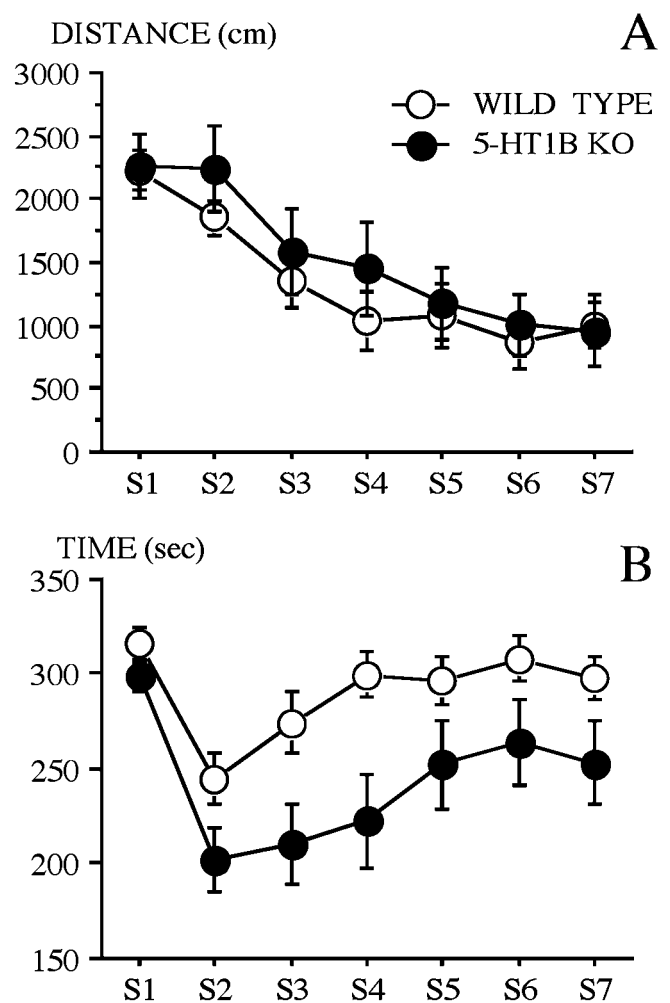 DISTANCE (cm)
A
3000
WILD TYPE
2500
5-HT1B KO
2000
1500
1000
500
0
S1 S2 S3 S4 S5 S6 S7
TIME (sec)
B
350
300
250
200
150
S1 S2 S3 S4 S5 S6 S7